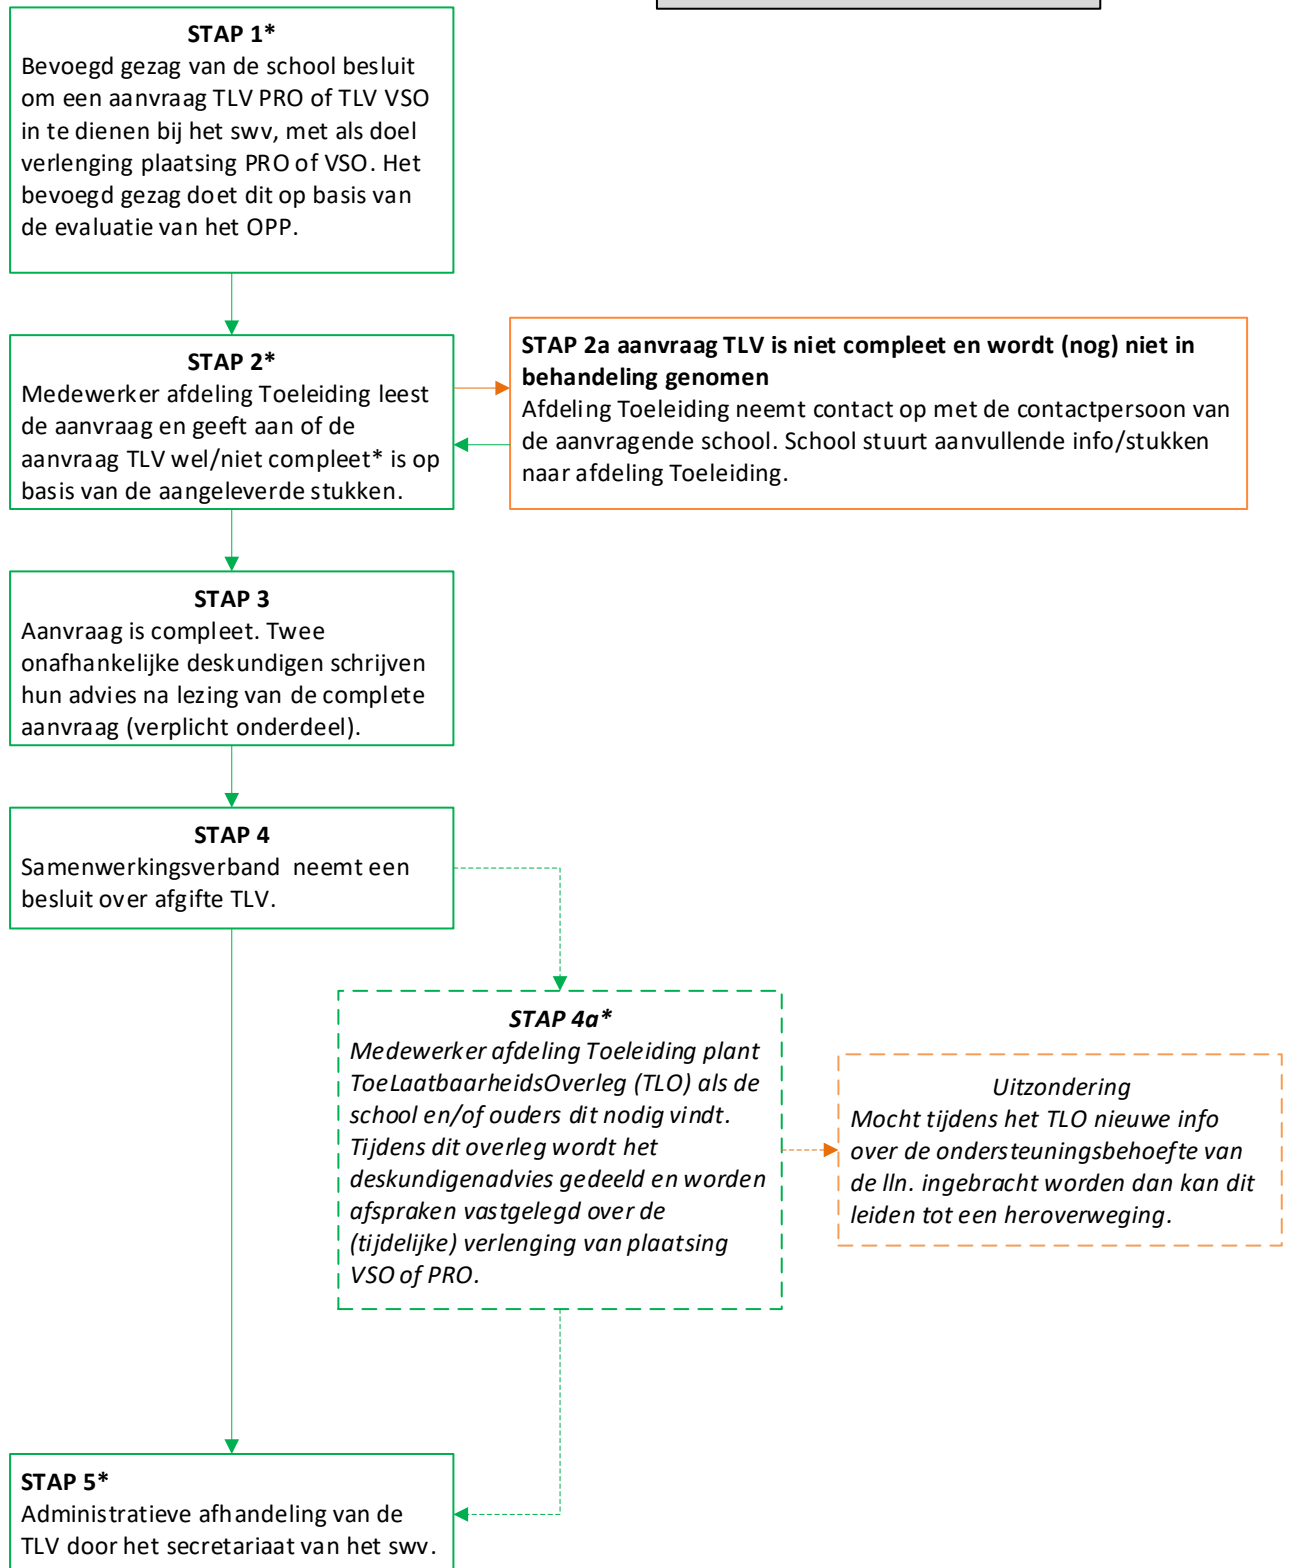 STAP 1*
Bevoegd gezag van de school besluit
om een aanvraag TLV PRO of TLV VSO
in te dienen bij het swv, met als doel
verlenging plaatsing PRO of VSO. Het
bevoegd gezag doet dit op basis van
de evaluatie van het OPP.
STAP 2*
Medewerker afdeling Toeleiding leest
de aanvraag en geeft aan of de
aanvraag TLV wel/niet compleet* is op
basis van de aangeleverde stukken.
STAP 2a aanvraag TLV is niet compleet en wordt (nog) niet in
behandeling genomen
Afdeling Toeleiding neemt contact op met de contactpersoon van
de aanvragende school. School stuurt aanvullende info/stukken
naar afdeling Toeleiding.
STAP 3
Aanvraag is compleet. Twee
onafhankelijke deskundigen schrijven
hun advies na lezing van de complete
aanvraag (verplicht onderdeel).
STAP 4
Samenwerkingsverband neemt een
besluit over afgifte TLV.
STAP 4a*
Medewerker afdeling Toeleiding plant
ToeLaatbaarheidsOverleg (TLO) als de
school en/of ouders dit nodig vindt.
Tijdens dit overleg wordt het
deskundigenadvies gedeeld en worden
afspraken vastgelegd over de
(tijdelijke) verlenging van plaatsing
VSO of PRO.
Uitzondering
Mocht tijdens het TLO nieuwe info
over de ondersteuningsbehoefte van
de lln. ingebracht worden dan kan dit
leiden tot een heroverweging.
STAP 5*
Administratieve afhandeling van de
TLV door het secretariaat van het swv.